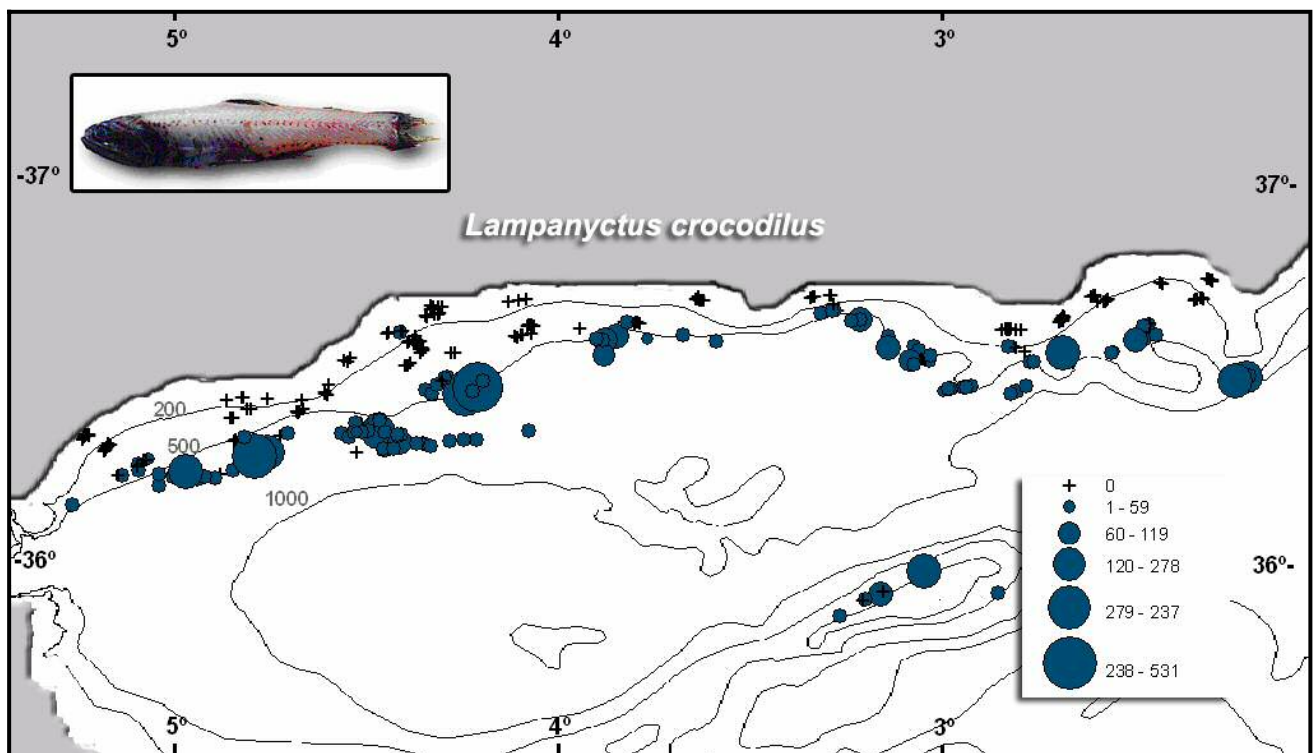 5º 4º 3º
-37º 37º-
Lampanyctus crocodilus
200
500
1000
0
1 - 59
60 - 119
120 - 278
279 - 237
238 - 531
-36º 36º-
5º 4º 3º